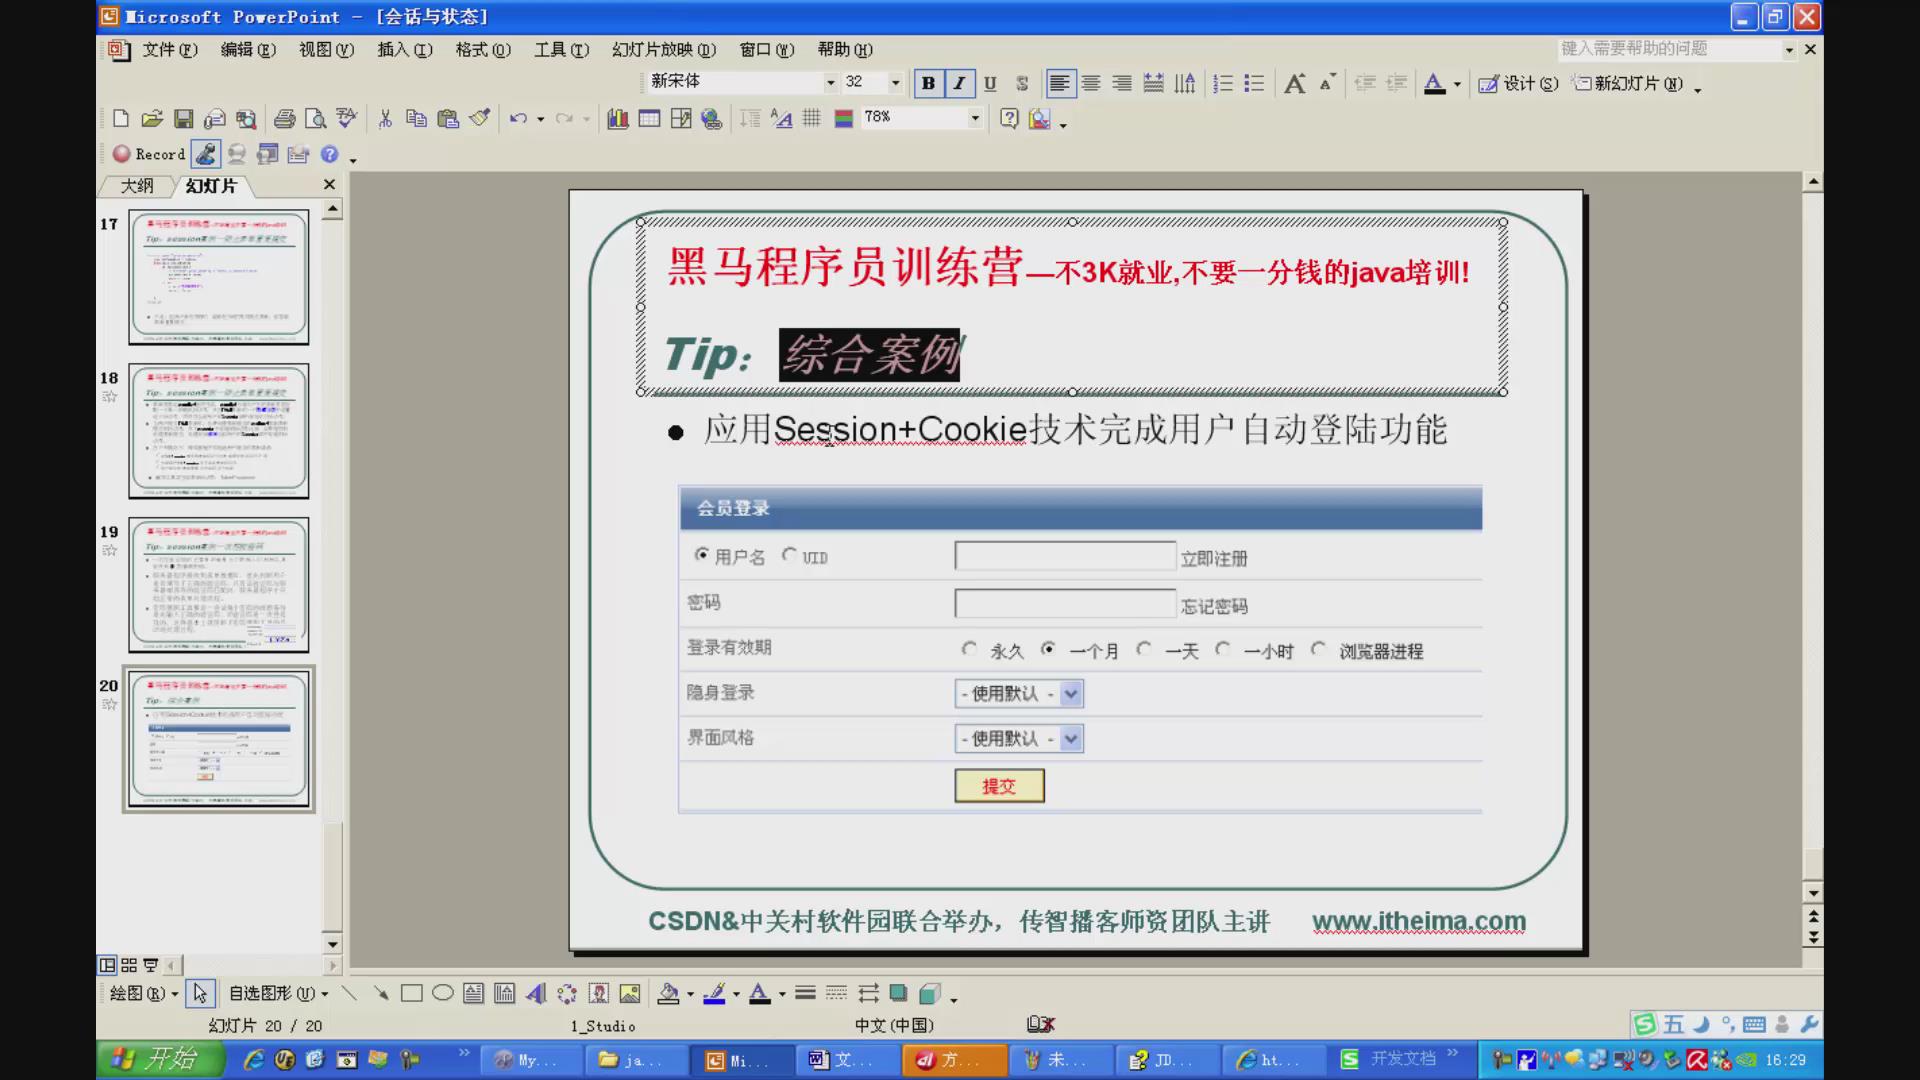 Microsoft PowerPoint - [会话与状态]
文件(F) 编辑(E) 视图(V) 插入(I) 格式(O) 工具(T) 幻灯片放映(D) 窗口(W) 帮助(H) 键入需要帮助的问题
新宋体 32 B I U S 设计(S) 新幻灯片(N)
78%
Record
大纲 幻灯片
17
18
19
20
黑马程序员训练营—不3K就业,不要一分钱的java培训!
Tip：综合案例
● 应用Session+Cookie技术完成用户自动登陆功能
会员登录
用户名 UID 立即注册
密码 忘记密码
登录有效期 永久 一个月 一天 一小时 浏览器进程
隐身登录 - 使用默认 -
界面风格 - 使用默认 -
提交
CSDN&中关村软件园联合举办，传智播客师资团队主讲 www.itheima.com
绘图(R) 自选图形(U)
幻灯片 20 / 20 1_Studio 中文(中国)
五
开始 My... ja... Mi... 文... 方... 未... JD... ht... 开发文档 16:29